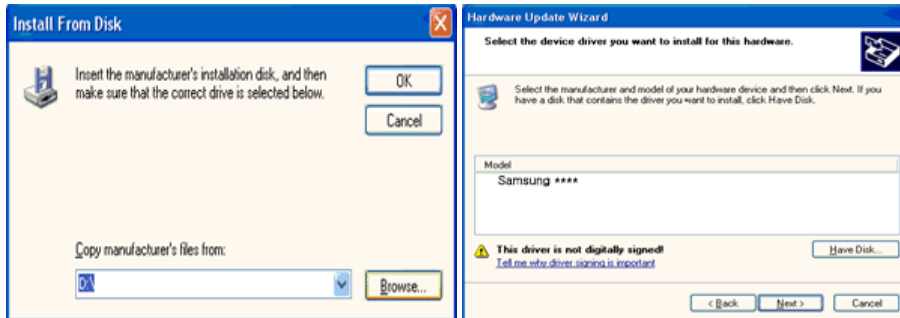 Install From Disk
Insert the manufacturer's installation disk, and then
make sure that the correct drive is selected below.
OK
Cancel
Copy manufacturer's files from:
D:\
Browse...
Hardware Update Wizard
Select the device driver you want to install for this hardware.
Select the manufacturer and model of your hardware device and then click Next. If you
have a disk that contains the driver you want to install, click Have Disk.
Model
Samsung ****
This driver is not digitally signed!
Tell me why driver signing is important
Have Disk...
< Back
Next >
Cancel